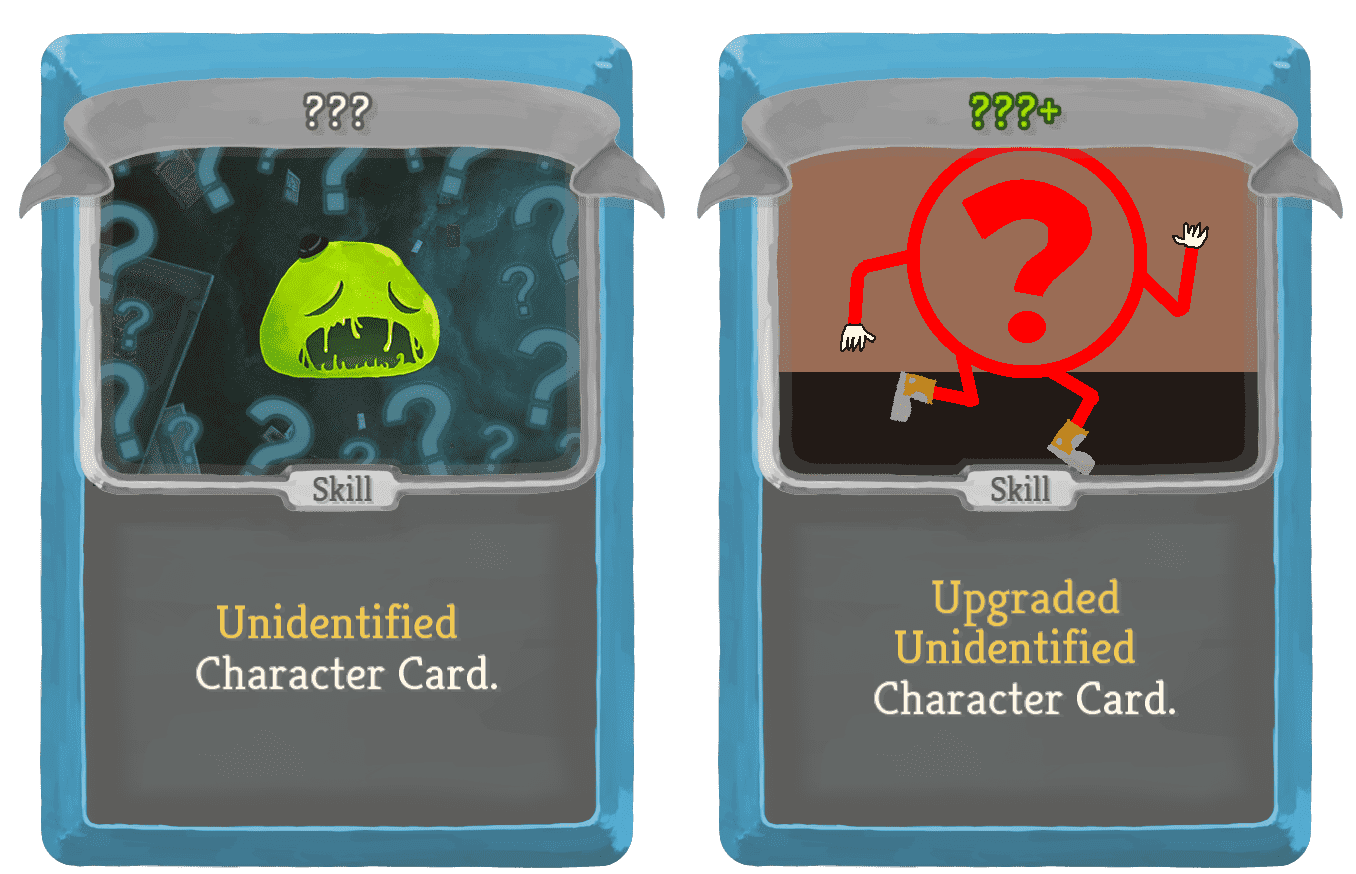 ???
Skill
Unidentified
Character Card.
???+
?
Skill
Upgraded
Unidentified
Character Card.